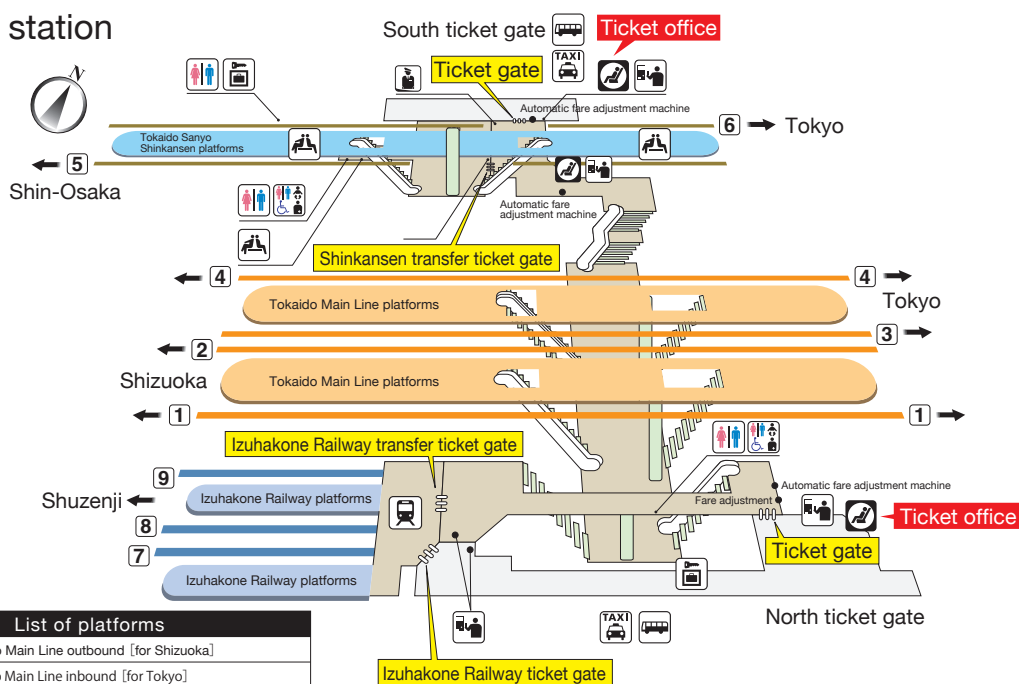 station
South ticket gate
Ticket office
TAXI
Ticket gate
Automatic fare adjustment machine
N
6
Tokyo
Tokaido Sanyo
Shinkansen platforms
5
Shin-Osaka
Automatic fare
adjustment machine
Shinkansen transfer ticket gate
4
4
Tokaido Main Line platforms
Tokyo
3
2
Shizuoka
Tokaido Main Line platforms
1
1
Izuhakone Railway transfer ticket gate
9
Shuzenji
Izuhakone Railway platforms
Automatic fare adjustment machine
Fare adjustment
Ticket office
8
7
Ticket gate
Izuhakone Railway platforms
North ticket gate
TAXI
Izuhakone Railway ticket gate
List of platforms
Main Line outbound [for Shizuoka]
Main Line inbound [for Tokyo]